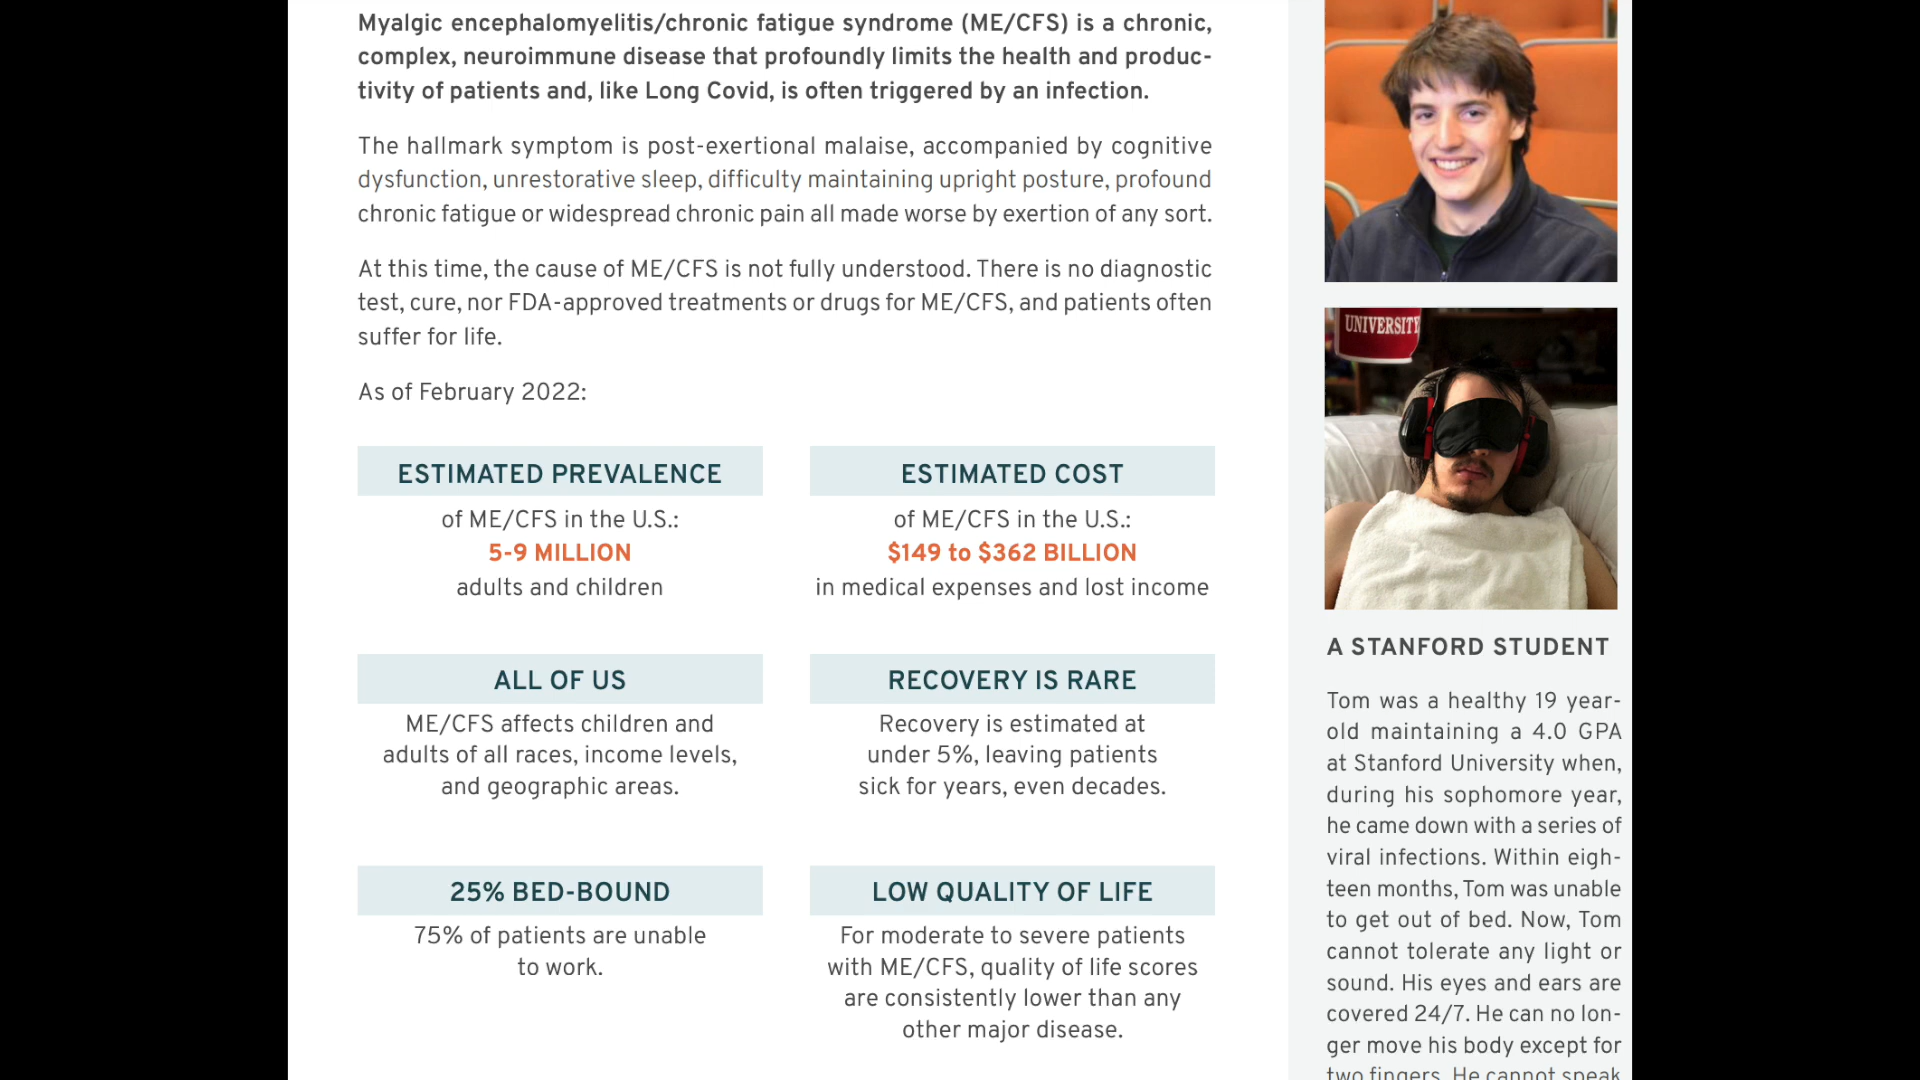 Myalgic encephalomyelitis/chronic fatigue syndrome (ME/CFS) is a chronic,
complex, neuroimmune disease that profoundly limits the health and produc-
tivity of patients and, like Long Covid, is often triggered by an infection.
The hallmark symptom is post-exertional malaise, accompanied by cognitive
dysfunction, unrestorative sleep, difficulty maintaining upright posture, profound
chronic fatigue or widespread chronic pain all made worse by exertion of any sort.
At this time, the cause of ME/CFS is not fully understood. There is no diagnostic
test, cure, nor FDA-approved treatments or drugs for ME/CFS, and patients often
suffer for life.
As of February 2022:
ESTIMATED PREVALENCE
of ME/CFS in the U.S.:
5-9 MILLION
adults and children
ESTIMATED COST
of ME/CFS in the U.S.:
$149 to $362 BILLION
in medical expenses and lost income
ALL OF US
ME/CFS affects children and
adults of all races, income levels,
and geographic areas.
RECOVERY IS RARE
Recovery is estimated at
under 5%, leaving patients
sick for years, even decades.
25% BED-BOUND
75% of patients are unable
to work.
LOW QUALITY OF LIFE
For moderate to severe patients
with ME/CFS, quality of life scores
are consistently lower than any
other major disease.
UNIVERSITY
A STANFORD STUDENT
Tom was a healthy 19 year-
old maintaining a 4.0 GPA
at Stanford University when,
during his sophomore year,
he came down with a series of
viral infections. Within eigh-
teen months, Tom was unable
to get out of bed. Now, Tom
cannot tolerate any light or
sound. His eyes and ears are
covered 24/7. He can no lon-
ger move his body except for
two fingers. He cannot speak